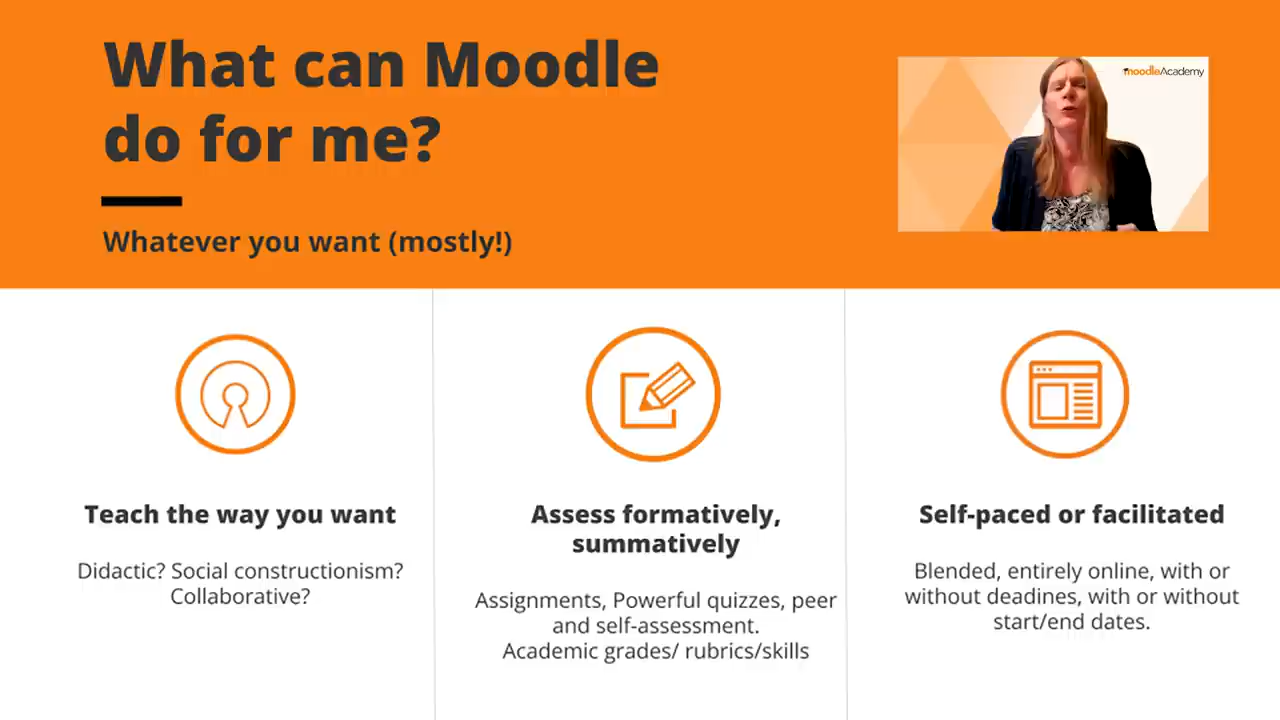 What can Moodle
do for me?
Whatever you want (mostly!)
moodleAcademy
Teach the way you want
Didactic? Social constructionism?
Collaborative?
Assess formatively,
summatively
Assignments, Powerful quizzes, peer
and self-assessment.
Academic grades/ rubrics/skills
Self-paced or facilitated
Blended, entirely online, with or
without deadines, with or without
start/end dates.